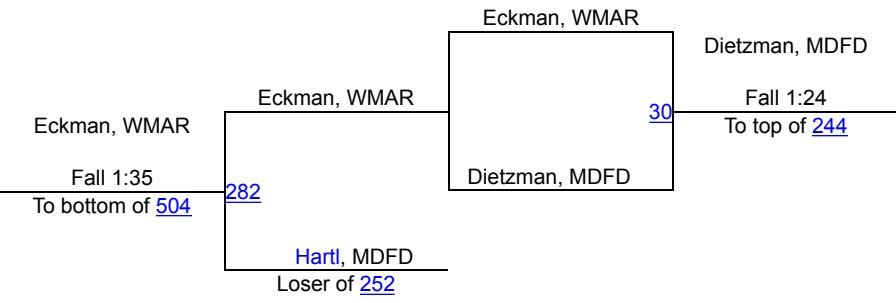 Eckman, WMAR
Dietzman, MDFD
Eckman, WMAR
Fall 1:24
30
To top of 244
Eckman, WMAR
Fall 1:35
Dietzman, MDFD
282
To bottom of 504
Hartl, MDFD
Loser of 252